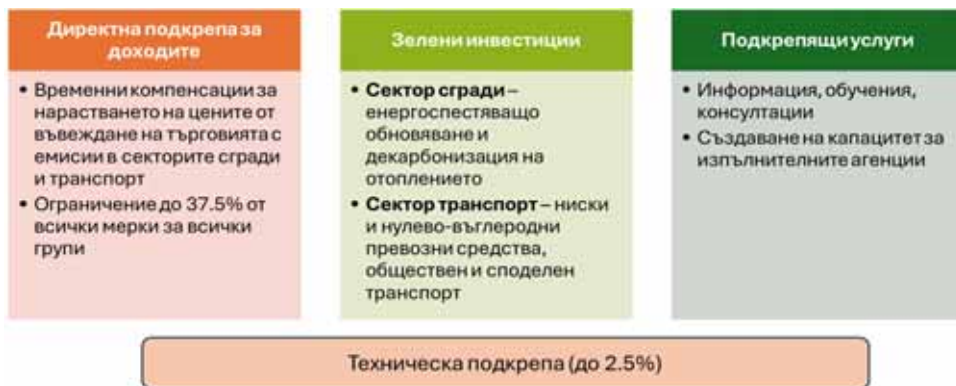 Директна подкрепа за
доходите
• Временни компенсации за
нарастването на цените от
въвеждане на търговията с
емисии в секторите сгради
и транспорт
• Ограничение до 37.5% от
всички мерки за всички
групи
Зелени инвестиции
• Сектор сгради –
енергоспестяващо
обновяване и
декарбонизация на
отоплението
• Сектор транспорт – ниски
и нулево-въглеродни
превозни средства,
обществен и споделен
транспорт
Подкрепящи услуги
• Информация, обучения,
консултации
• Създаване на капацитет за
изпълнителните агенции
Техническа подкрепа (до 2.5%)